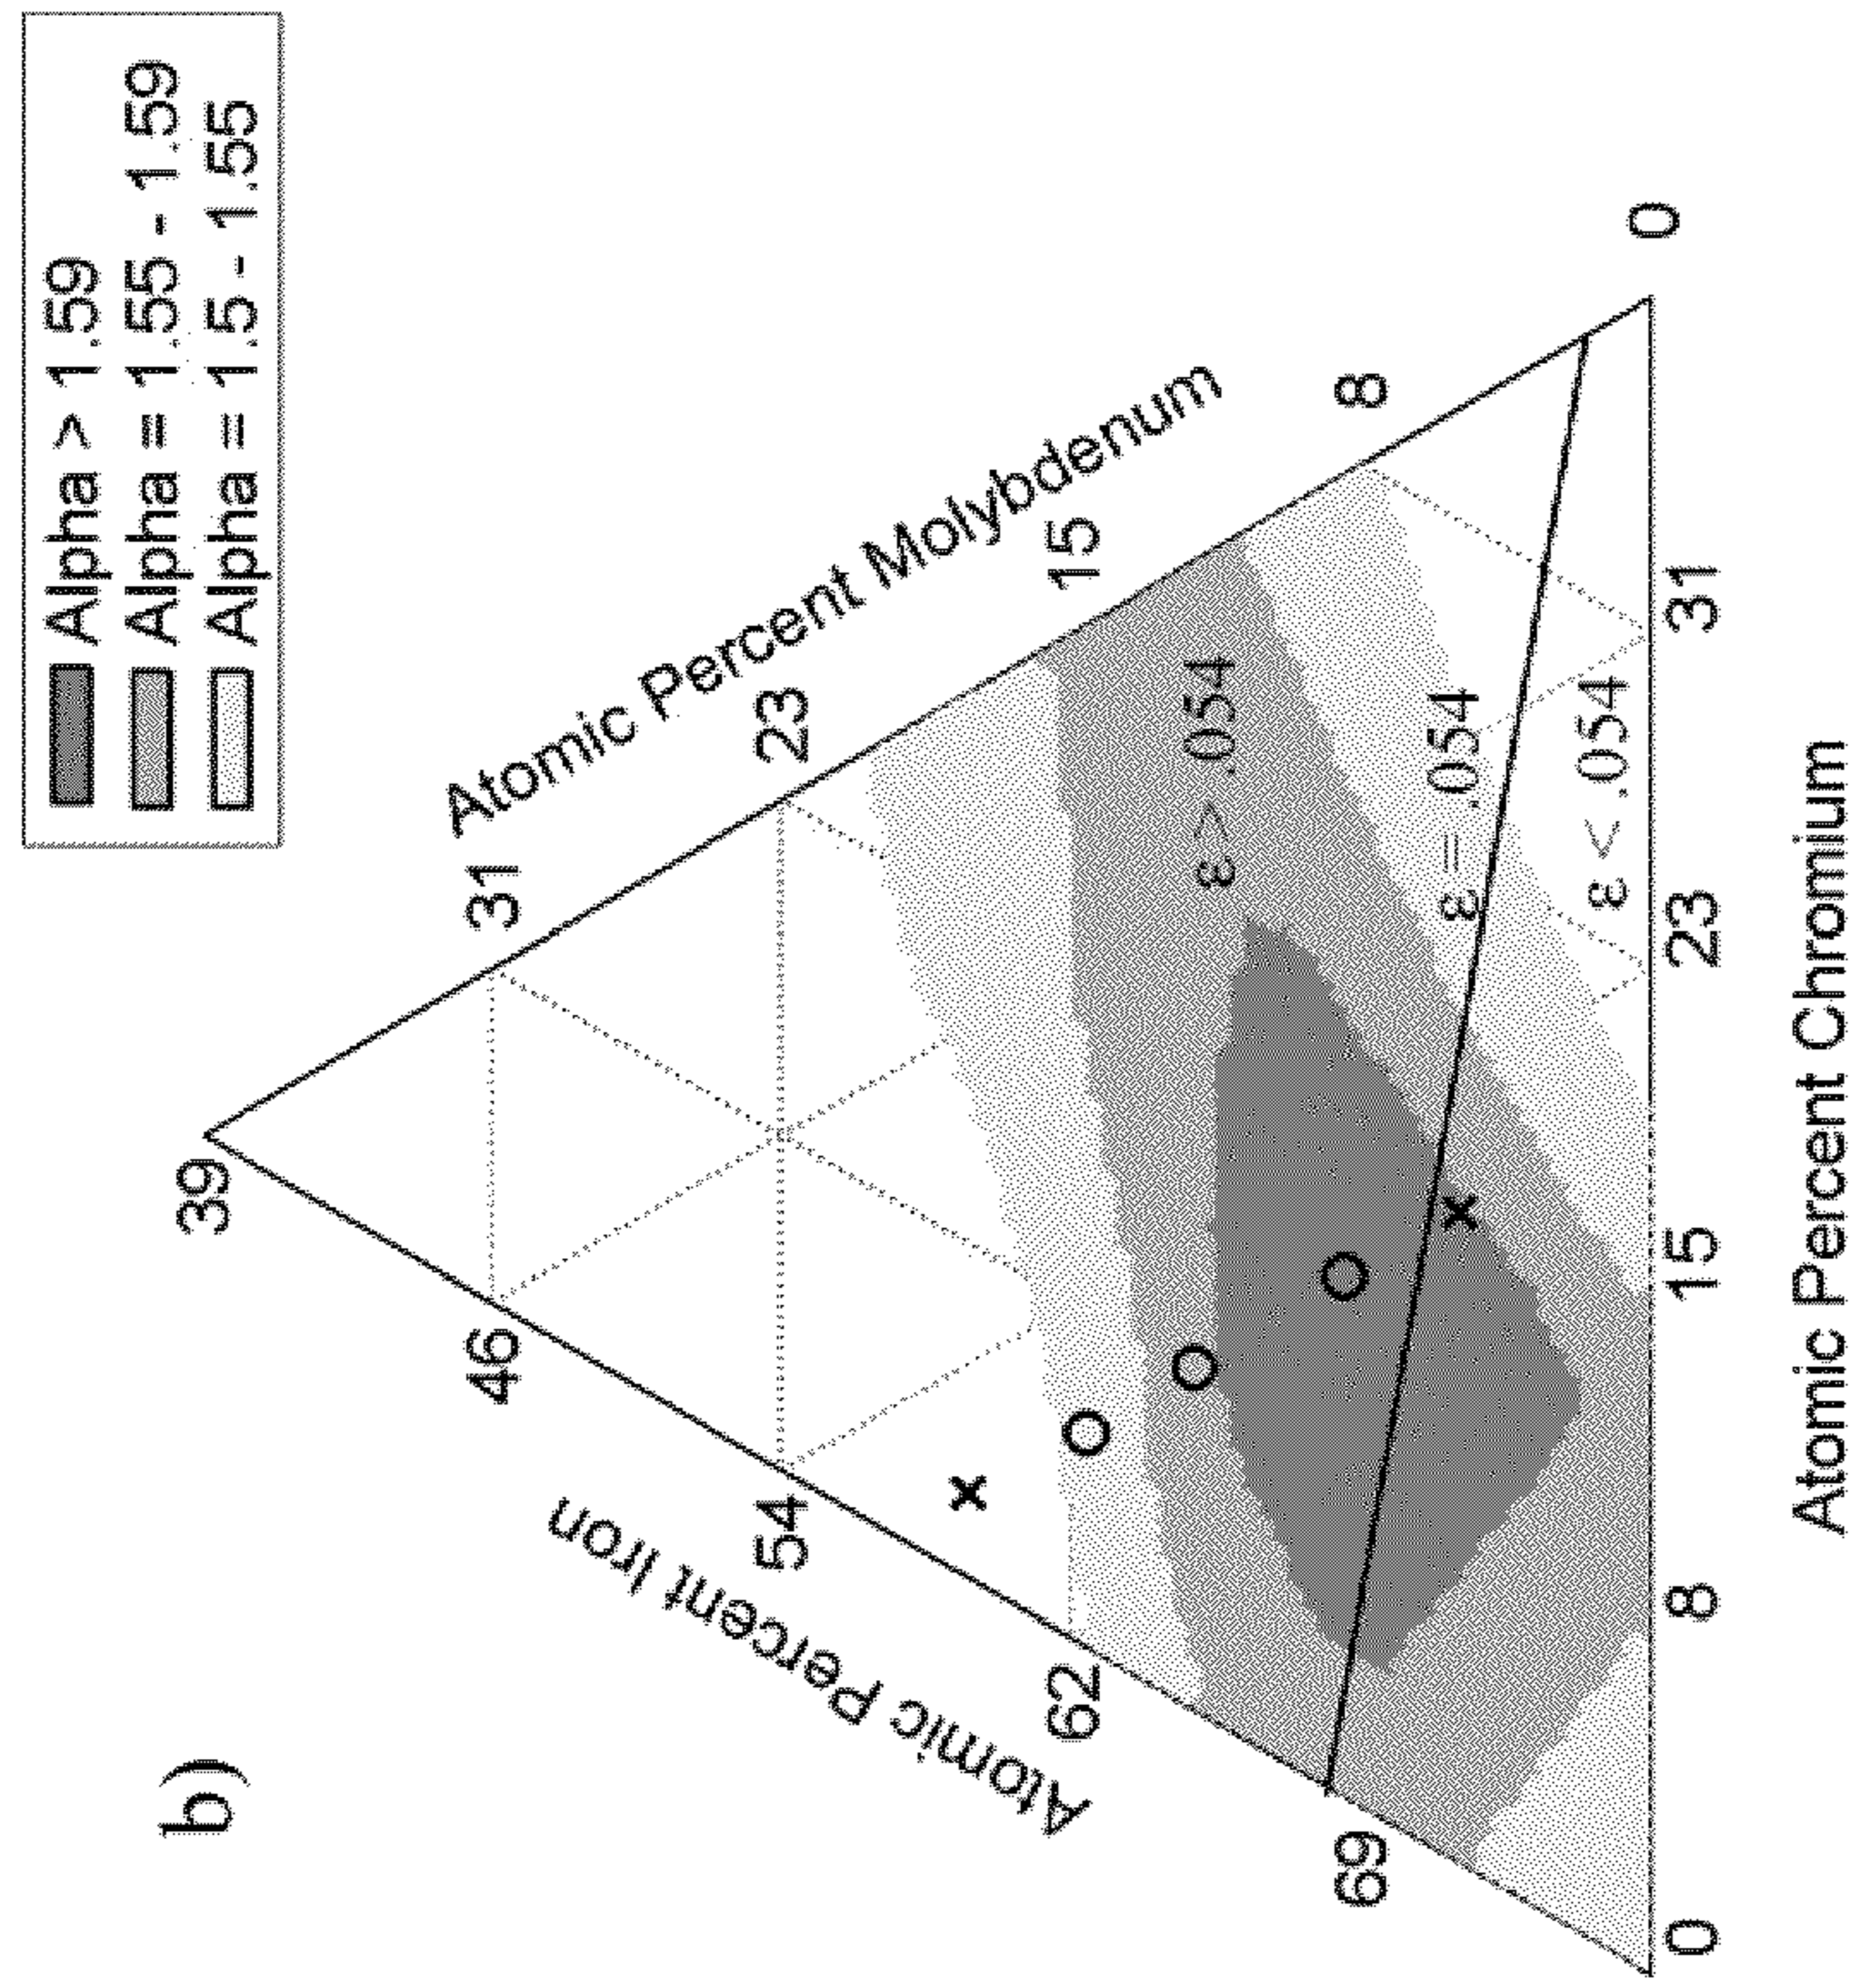 b)
Alpha > 1.59
Alpha = 1.55 - 1.59
Alpha = 1.5 - 1.55
Atomic Percent Iron
39
46
54
62
69
Atomic Percent Molybdenum
31
23
15
8
0
ε > .054
ε = .054
ε < .054
0
8
15
23
31
Atomic Percent Chromium